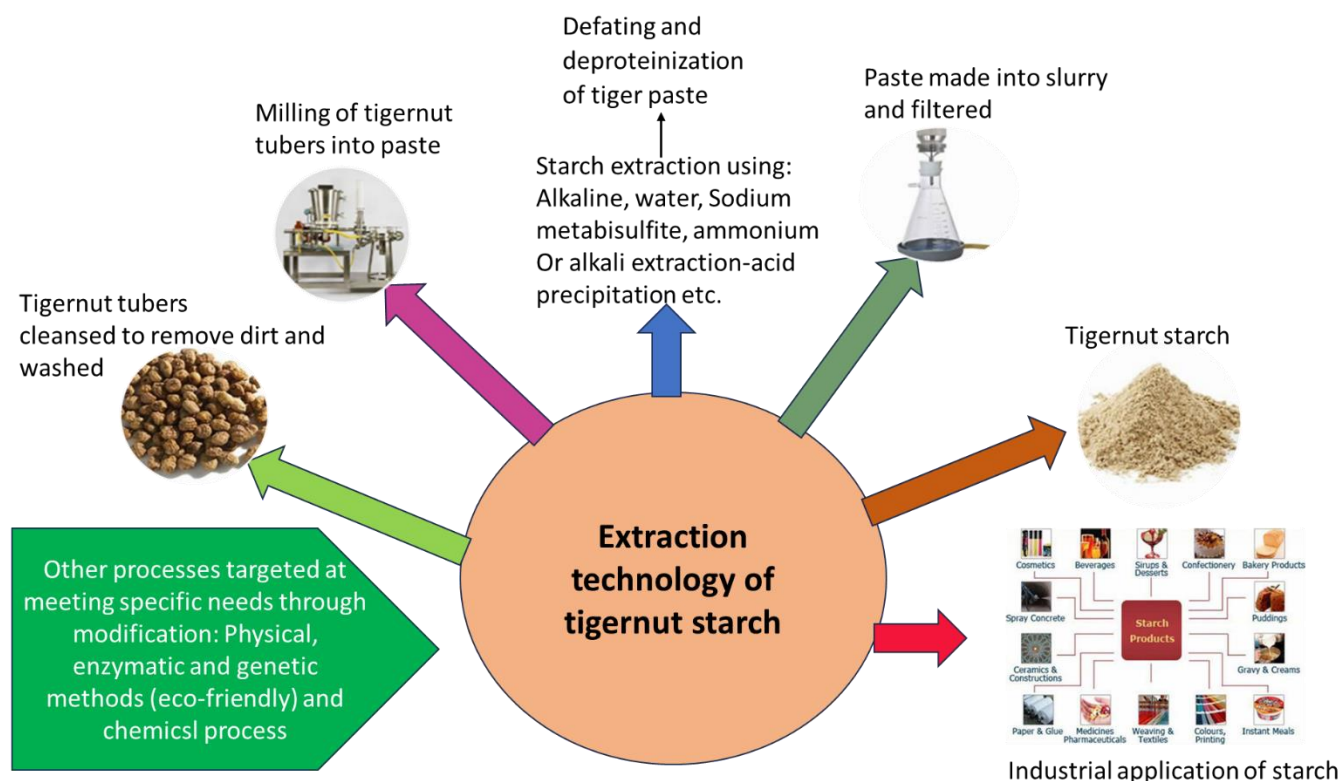 Defating and
deproteinization
of tiger paste
Milling of tigernut
tubers into paste
Paste made into slurry
and filtered
Starch extraction using:
Alkaline, water, Sodium
metabisulfite, ammonium
Or alkali extraction-acid
precipitation etc.
Tigernut tubers
cleansed to remove dirt and
washed
Tigernut starch
Other processes targeted at
meeting specific needs through
modification: Physical,
enzymatic and genetic
methods (eco-friendly) and
chemicsl process
Extraction
technology of
tigernut starch
Cosmetics
Beverages
Sirups &
Desserts
Confectionery
Bakery Products
Spray Concrete
Starch
Products
Puddings
Ceramics &
Constructions
Gravy & Creams
Paper & Glue
Medicines
Pharmaceuticals
Weaving &
Textiles
Colours,
Printing
Instant Meals
Industrial application of starch